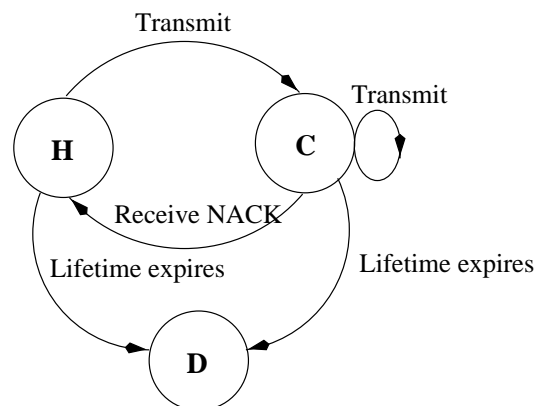 Transmit
Transmit
H
C
Receive NACK
Lifetime expires
Lifetime expires
D